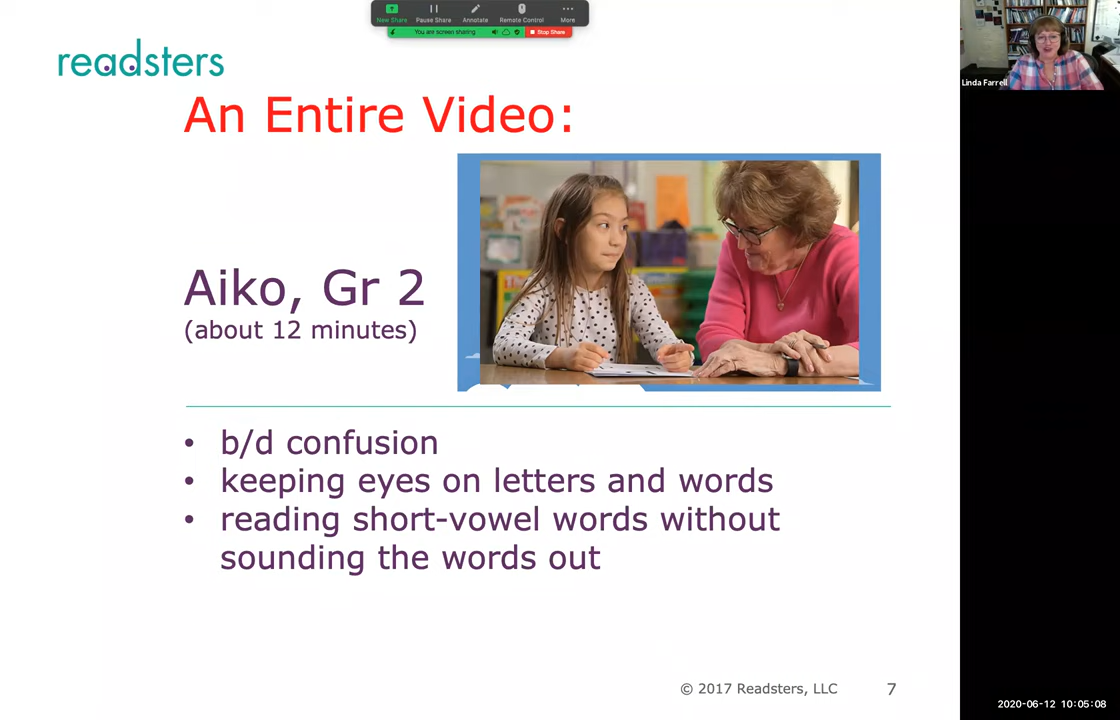 New Share Pause Share Annotate Remote Control More
You are screen sharing Stop Share
readsters
Linda Farrell
An Entire Video:
Aiko, Gr 2
(about 12 minutes)
• b/d confusion
• keeping eyes on letters and words
• reading short-vowel words without
sounding the words out
© 2017 Readsters, LLC 7
2020-06-12 10:05:08